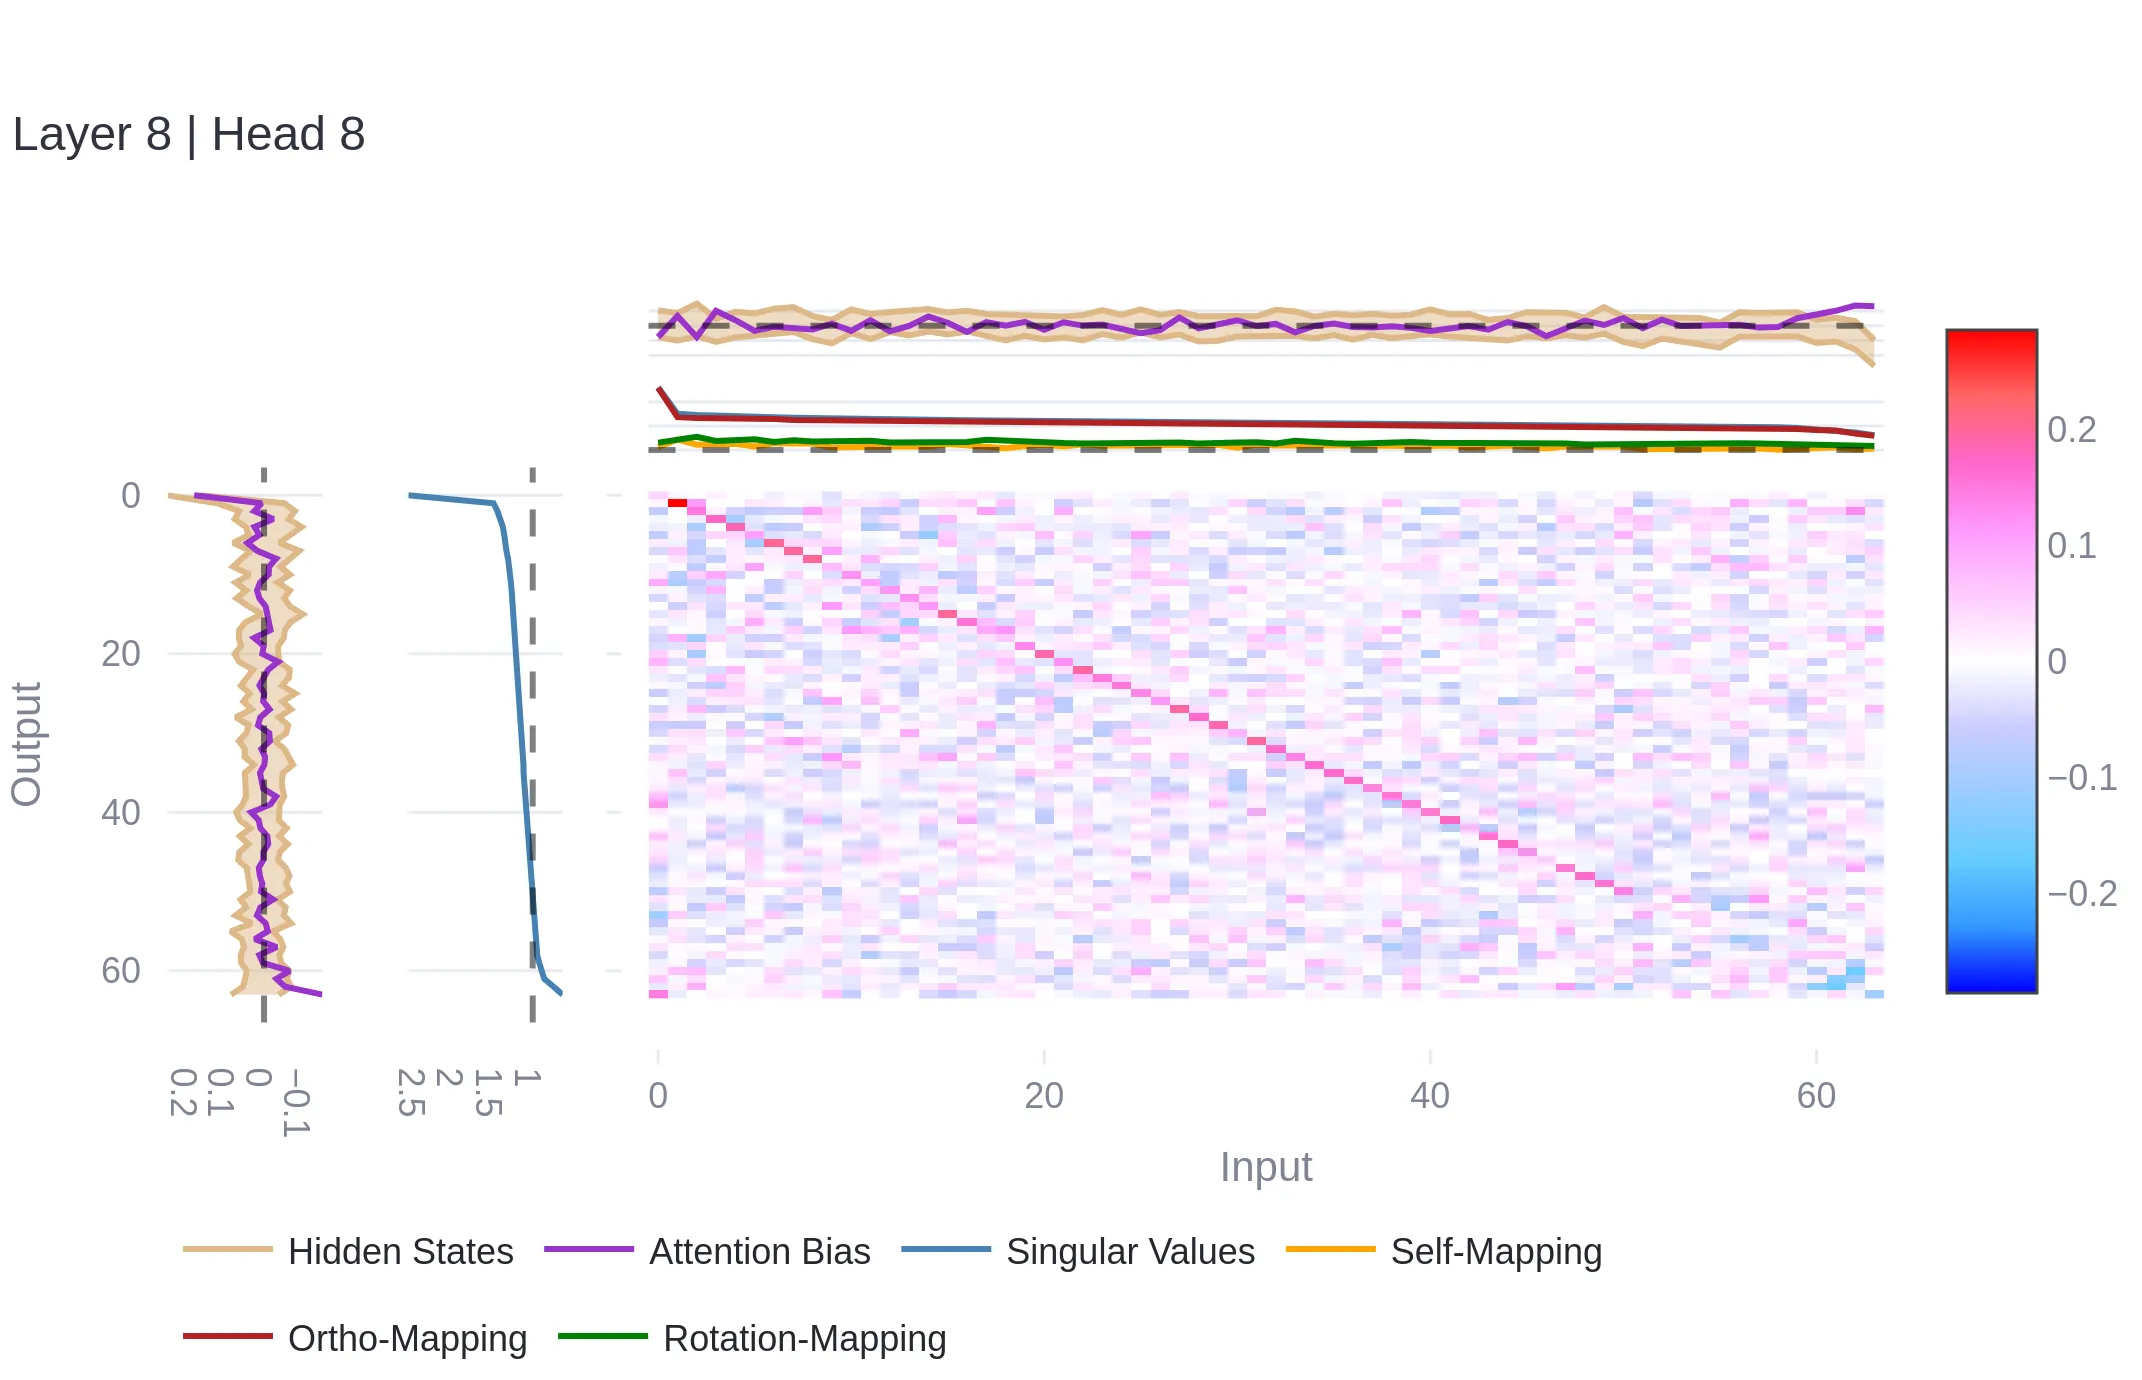 Layer 8 | Head 8
0.2
0.1
0
−0.1
−0.2
0
20
40
60
Output
0.2
0.1
0
−0.1
2.5
2
1.5
1
0
20
40
60
Input
Hidden States
Attention Bias
Singular Values
Self-Mapping
Ortho-Mapping
Rotation-Mapping